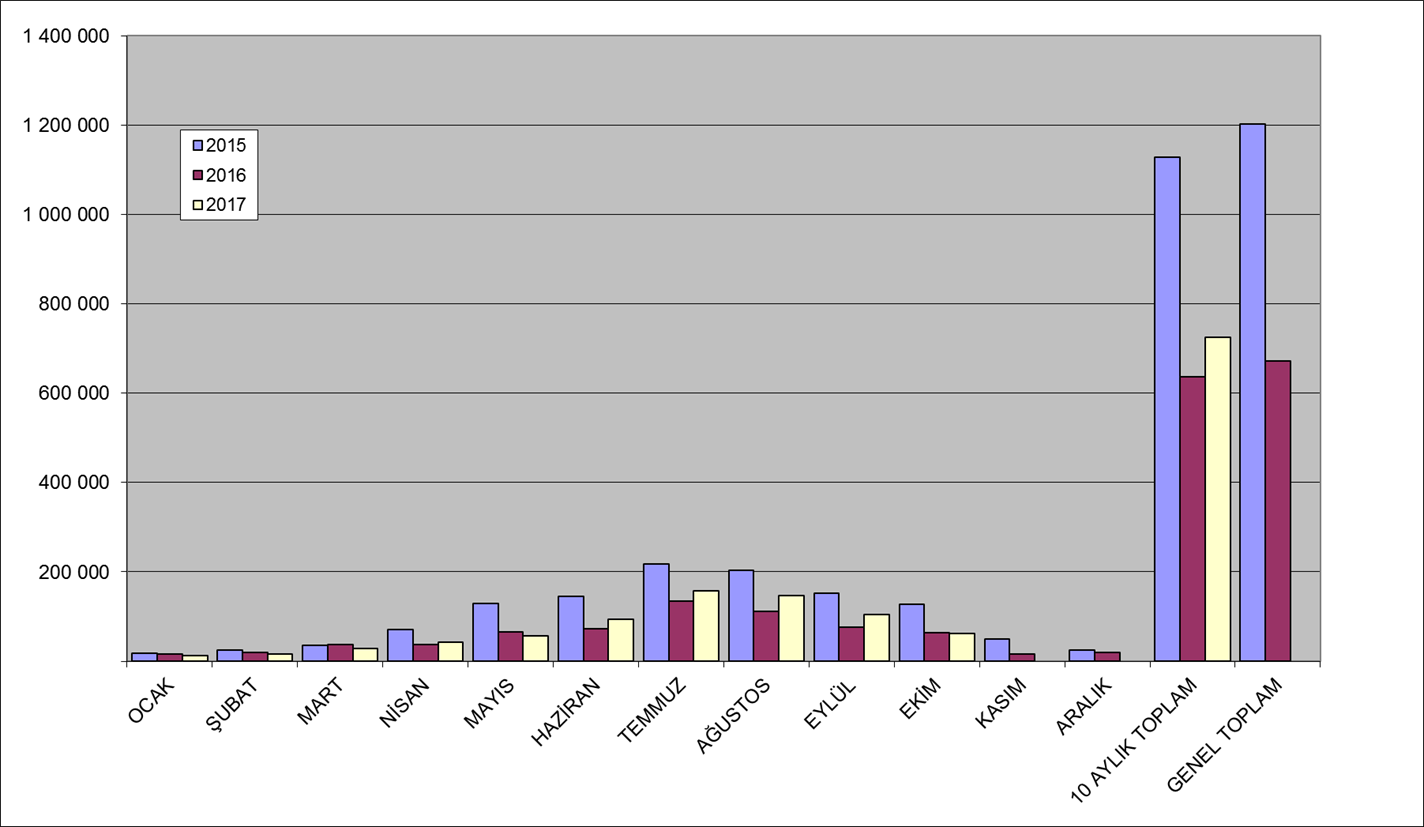 1 400 000
1 200 000
1 000 000
800 000
600 000
400 000
200 000
2015
2016
2017
OCAK
ŞUBAT
MART
NİSAN
MAYIS
HAZİRAN
TEMMUZ
AĞUSTOS
EYLÜL
EKİM
KASIM
ARALIK
10 AYLIK TOPLAM
GENEL TOPLAM